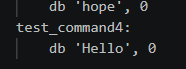 db 'hope', 0
test_command4:
db 'Hello', 0